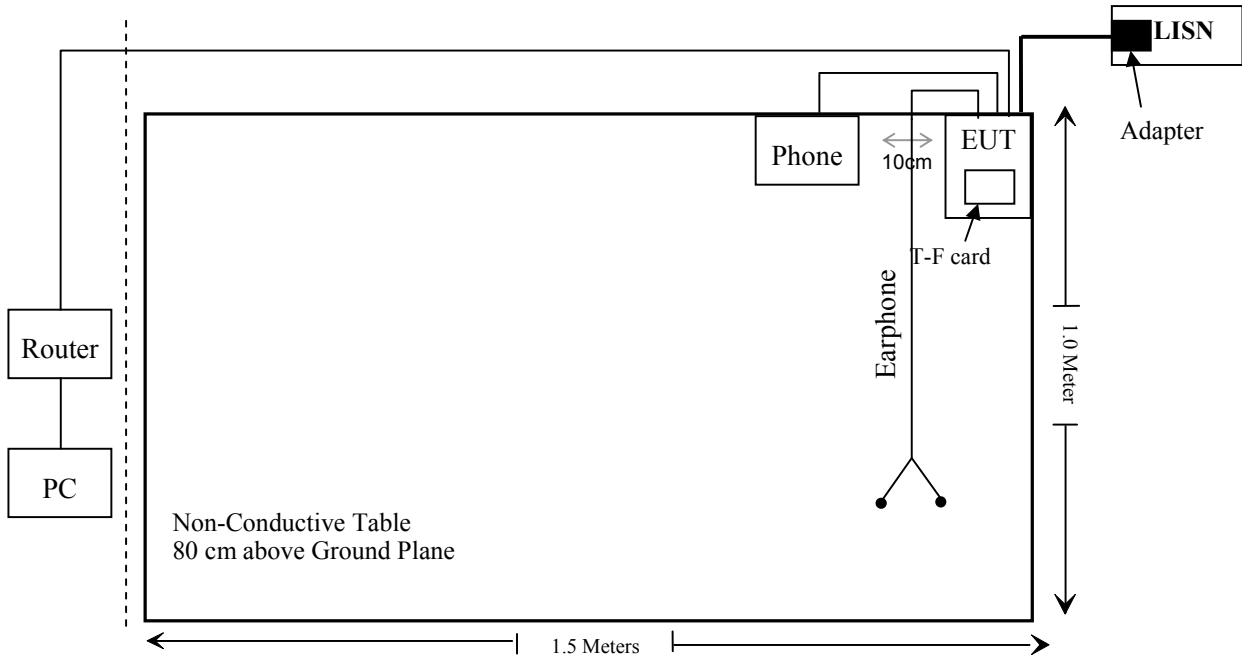 LISN
Adapter
Phone
10cm
EUT
T-F card
Earphone
1.0 Meter
Router
PC
Non-Conductive Table
80 cm above Ground Plane
1.5 Meters